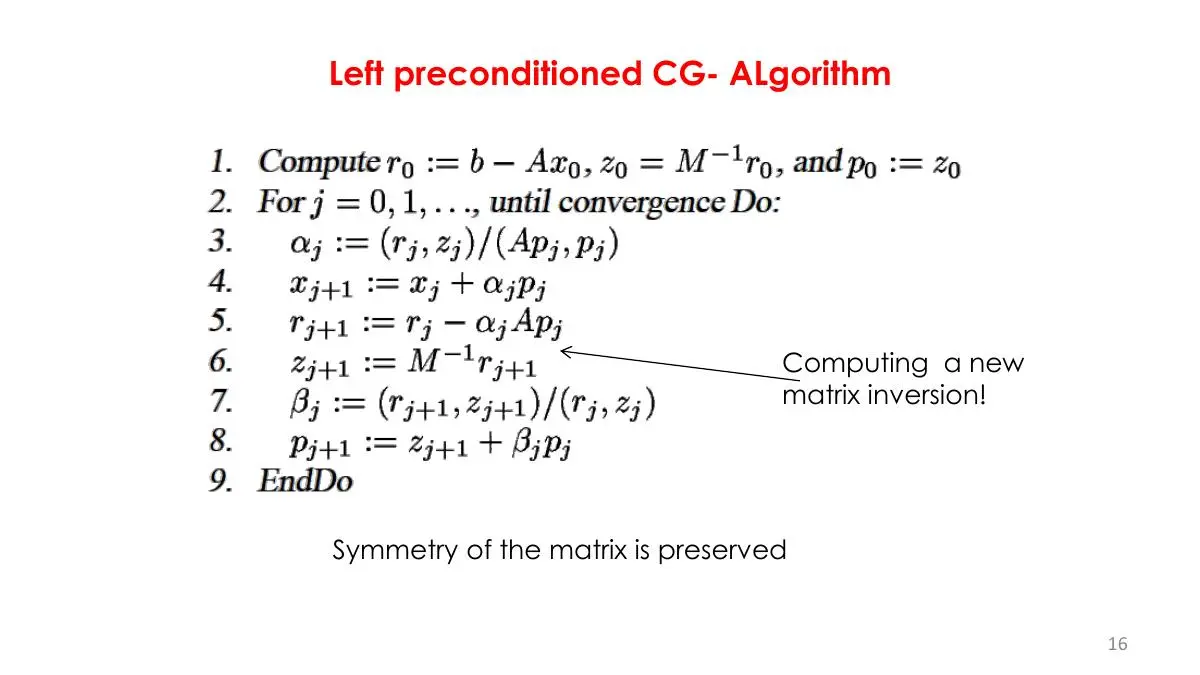 Left preconditioned CG- ALgorithm
1. Compute r₀ := b − Ax₀, z₀ = M⁻¹r₀, and p₀ := z₀
2. For j = 0, 1, . . ., until convergence Do:
3. αⱼ := (rⱼ, zⱼ)/(Apⱼ, pⱼ)
4. xⱼ₊₁ := xⱼ + αⱼpⱼ
5. rⱼ₊₁ := rⱼ − αⱼApⱼ
6. zⱼ₊₁ := M⁻¹rⱼ₊₁
Computing a new
matrix inversion!
7. βⱼ := (rⱼ₊₁, zⱼ₊₁)/(rⱼ, zⱼ)
8. pⱼ₊₁ := zⱼ₊₁ + βⱼpⱼ
9. EndDo
Symmetry of the matrix is preserved
16